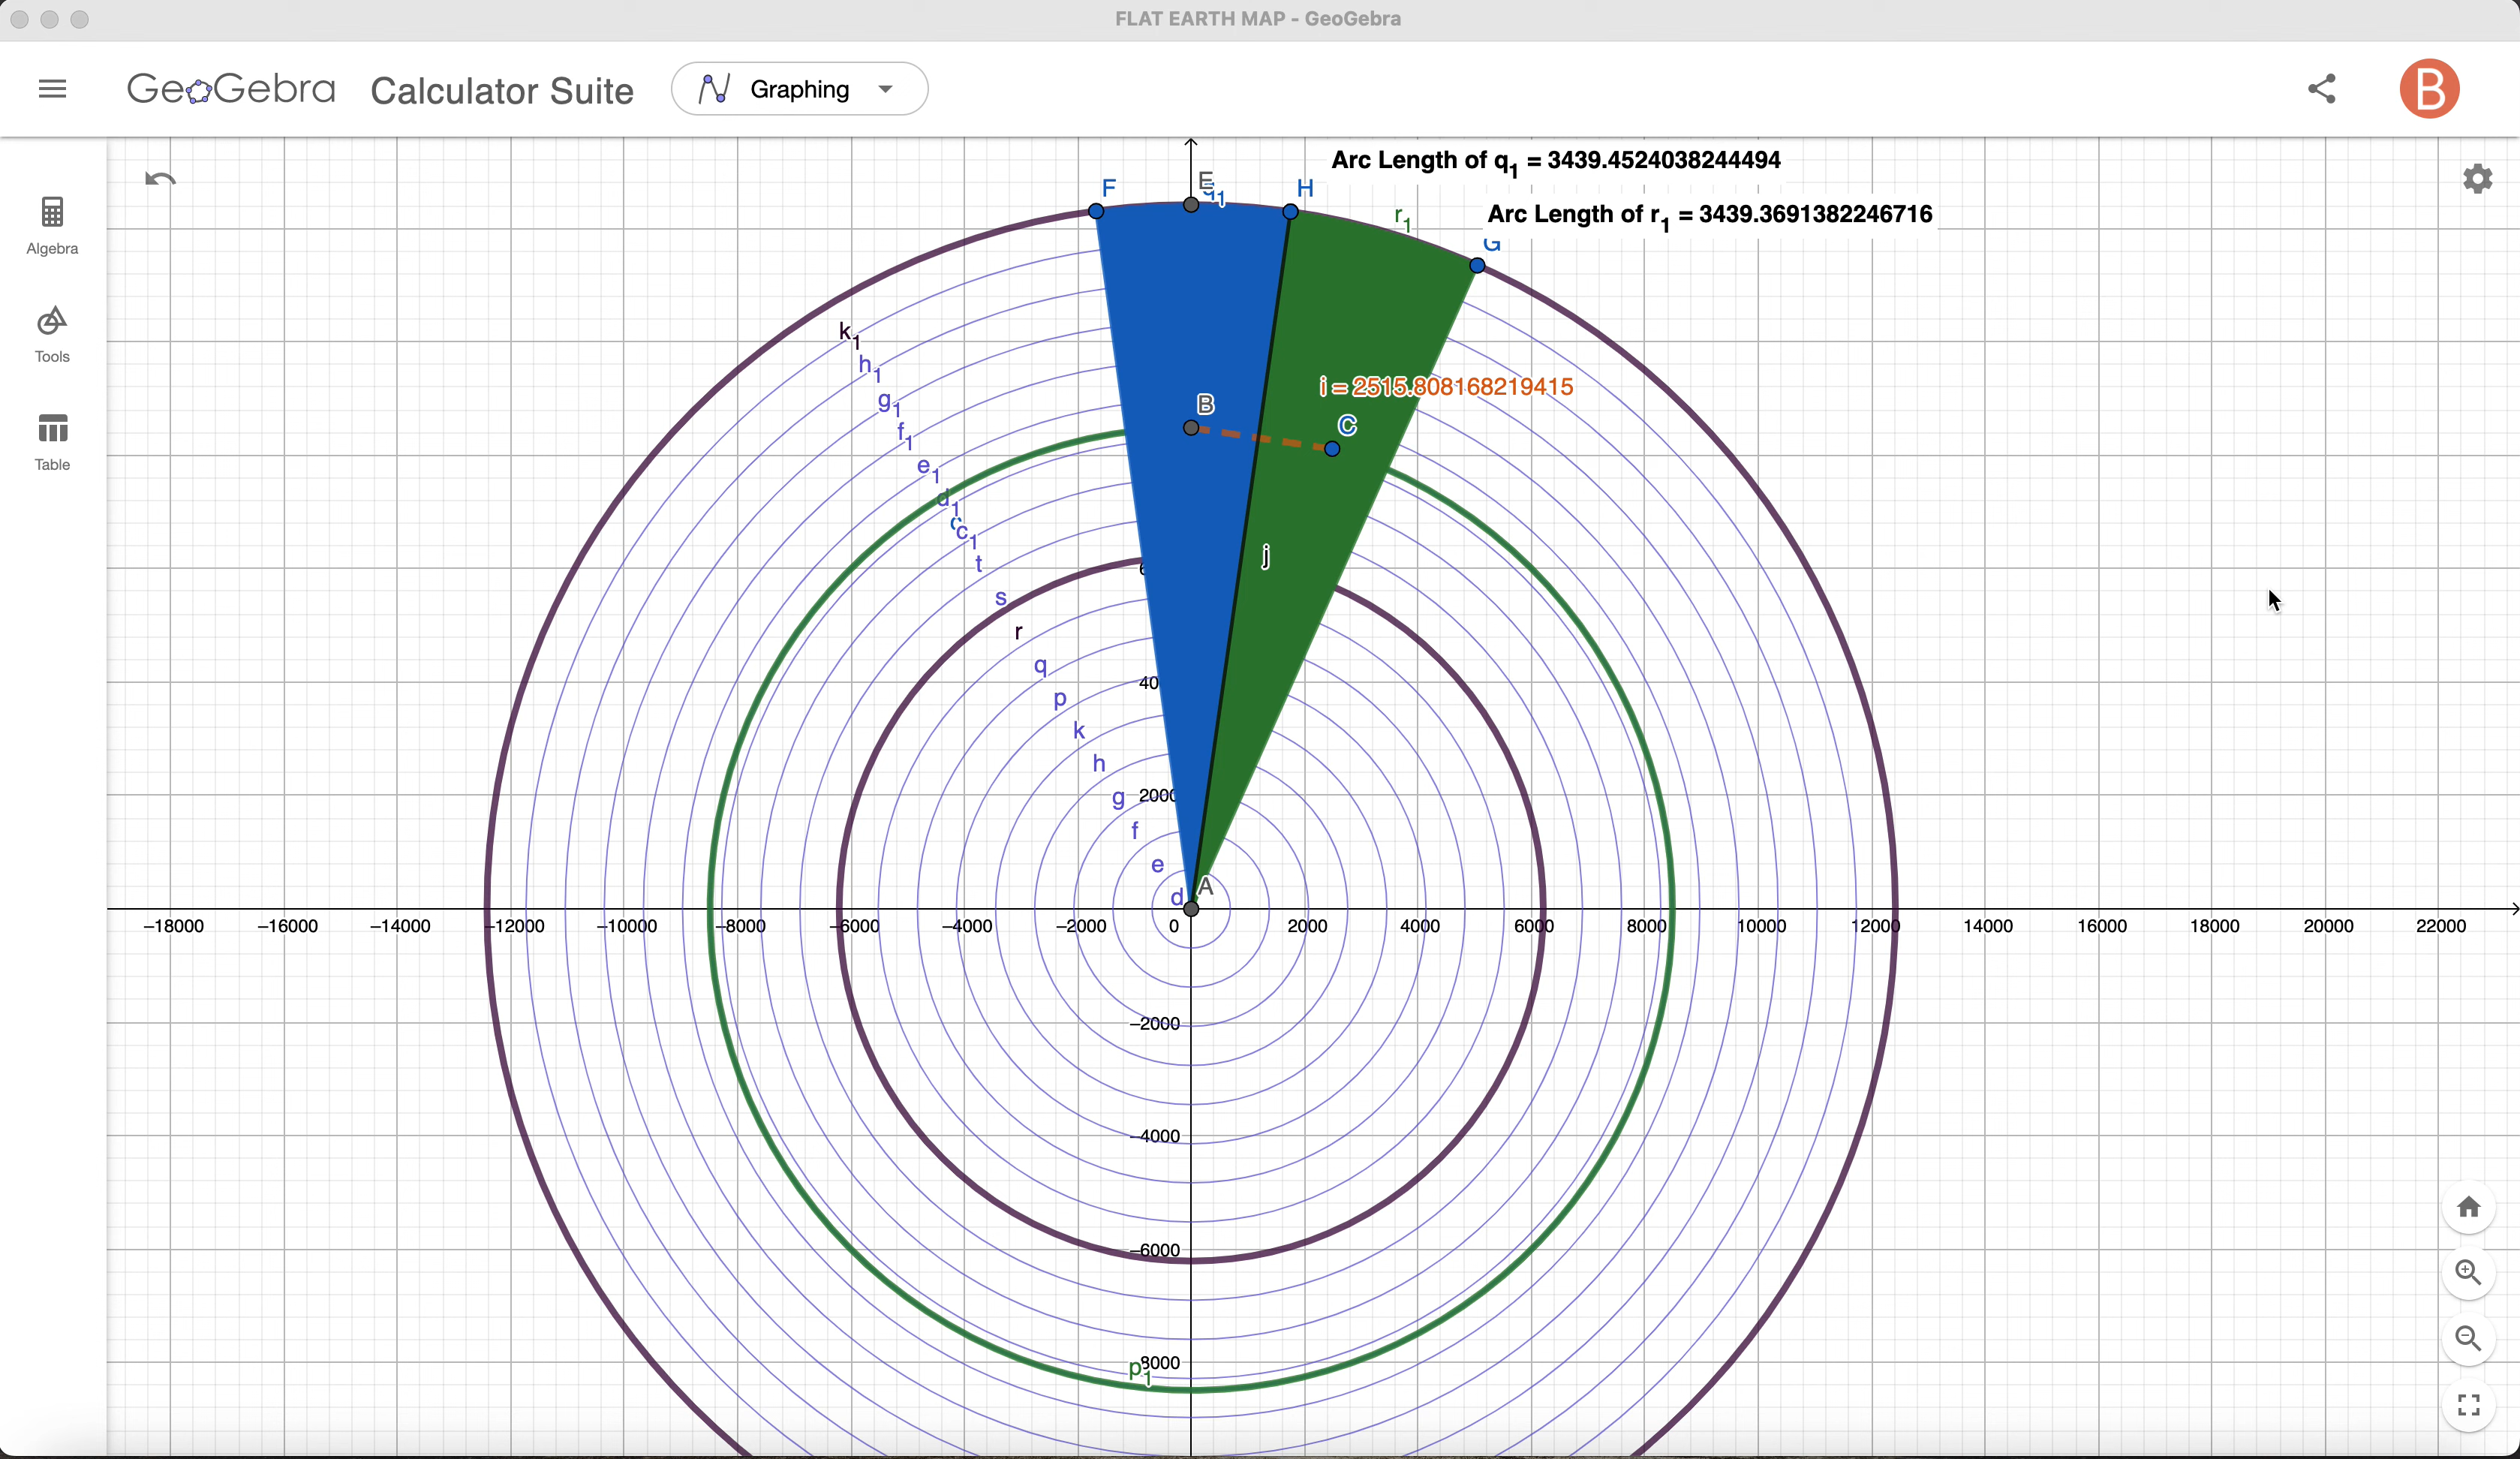 FLAT EARTH MAP - GeoGebra
GeoGebra Calculator Suite Graphing B
Algebra
Tools
Table
Arc Length of q1 = 3439.4524038244494
Arc Length of r1 = 3439.3691382246716
F E q1 H r1 G
k1
h1
i = 2515.808168219415
g1 B
f1 C
e1
d1
c
c1
t j
6
s
r
q
40
p
k
h
g 2000
f
e
A
d
–18000 –16000 –14000 –12000 –10000 –8000 –6000 –4000 –2000 0 2000 4000 6000 8000 10000 12000 14000 16000 18000 20000 22000
–2000
–4000
–6000
p1 8000